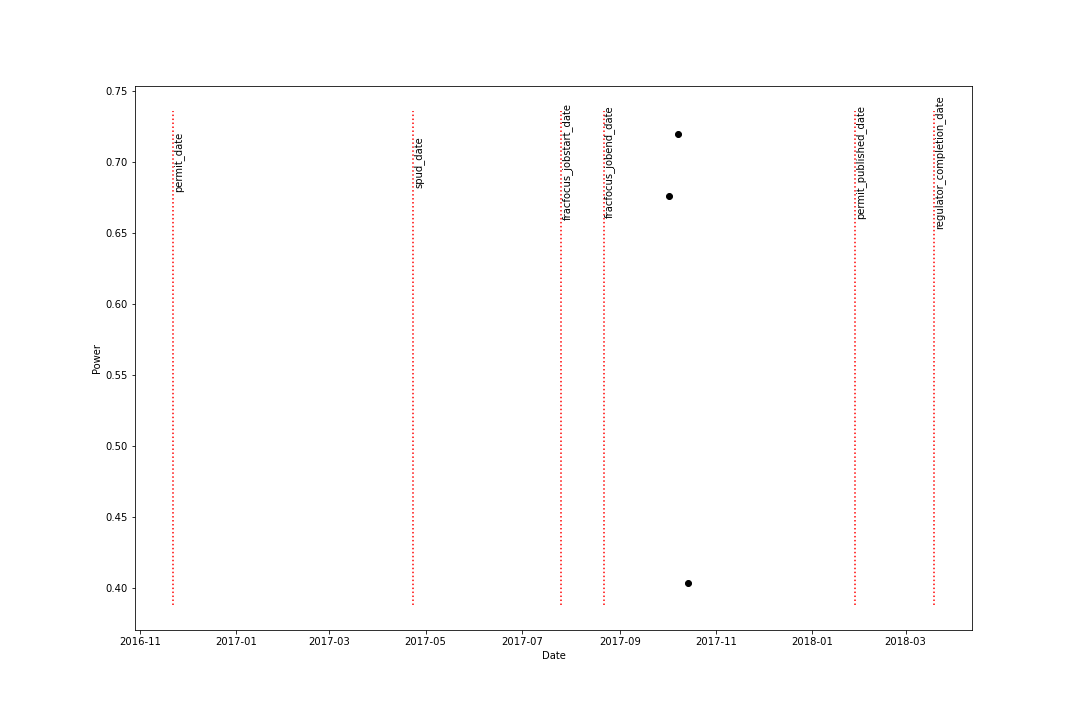 0.75
0.70
0.65
0.60
0.55
0.50
0.45
0.40
Power
permit_date
spud_date
fracfocus_jobstart_date
fracfocus_jobend_date
permit_published_date
regulator_completion_date
2016-11
2017-01
2017-03
2017-05
2017-07
2017-09
2017-11
2018-01
2018-03
Date